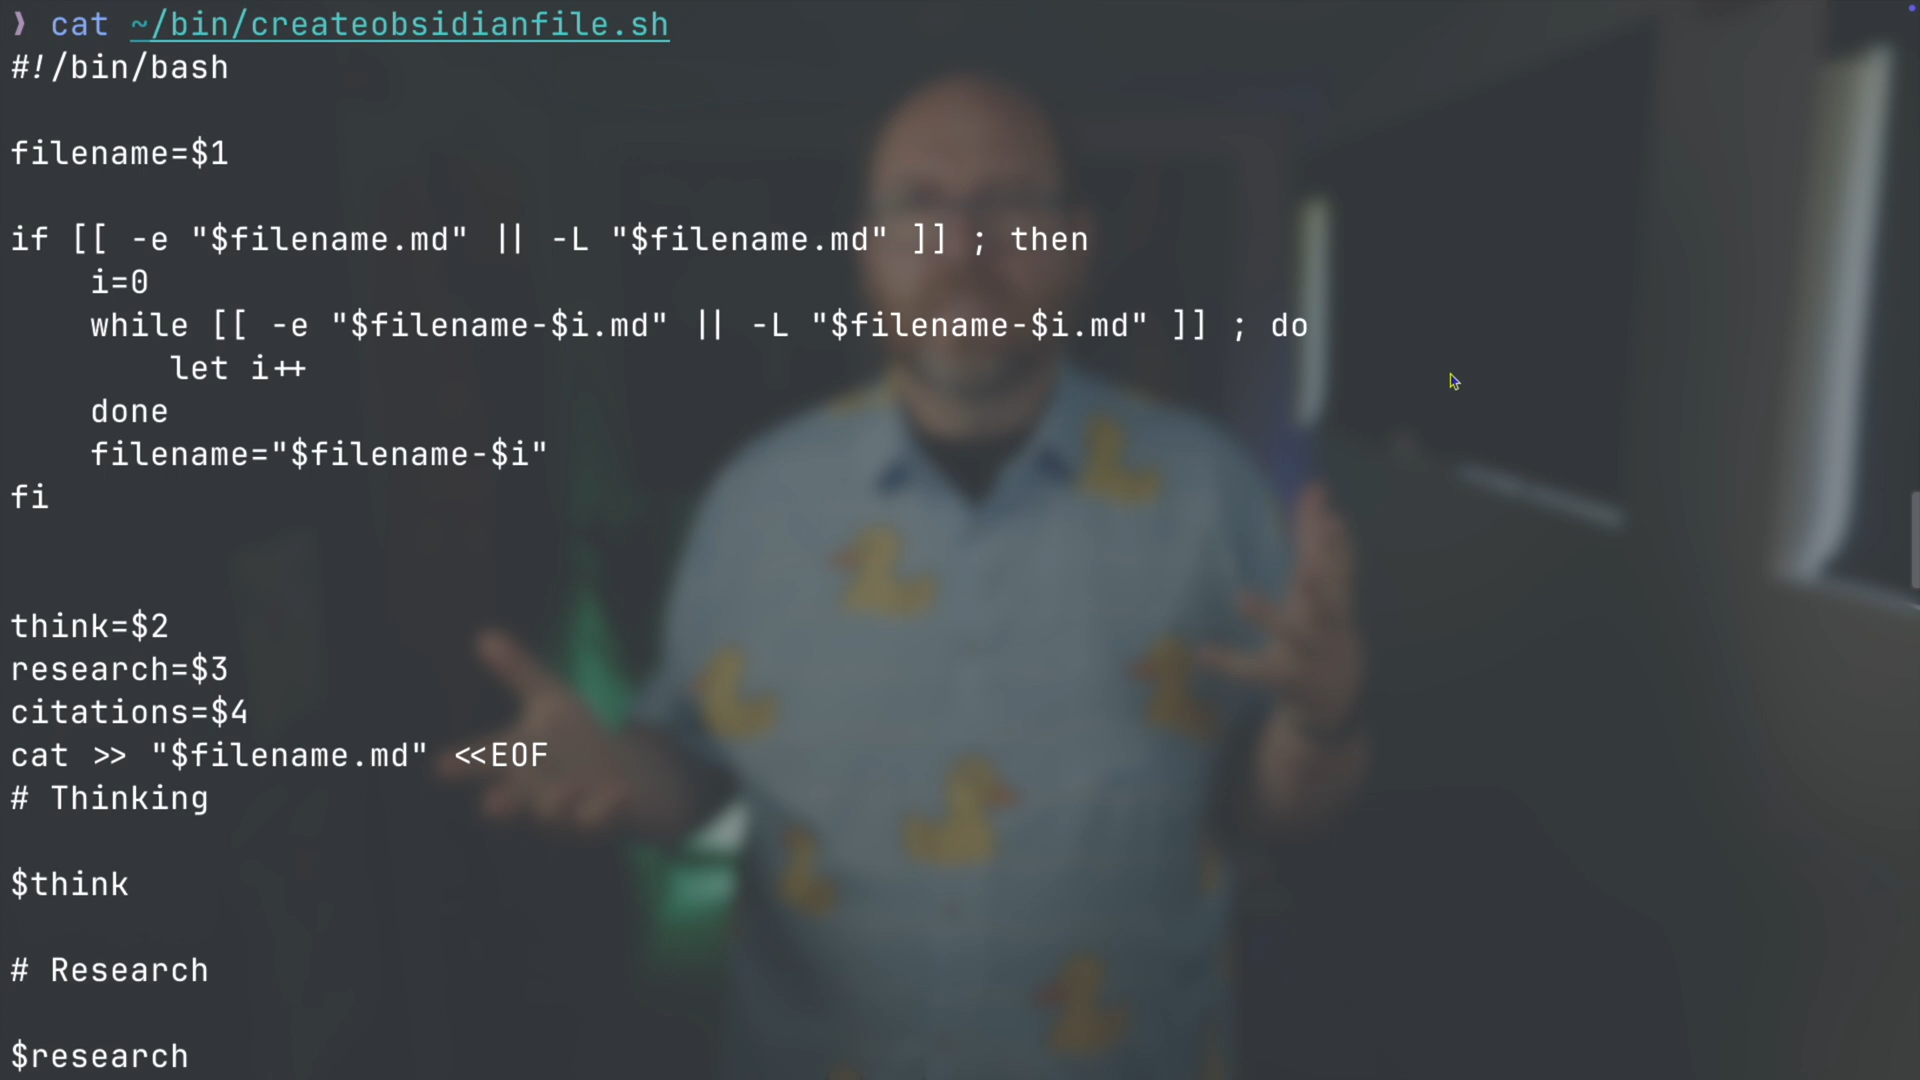 ❯ cat ~/bin/createobsidianfile.sh
#!/bin/bash

filename=$1

if [[ -e "$filename.md" || -L "$filename.md" ]] ; then
    i=0
    while [[ -e "$filename-$i.md" || -L "$filename-$i.md" ]] ; do
        let i++
    done
    filename="$filename-$i"
fi


think=$2
research=$3
citations=$4
cat >> "$filename.md" <<EOF
# Thinking

$think

# Research

$research